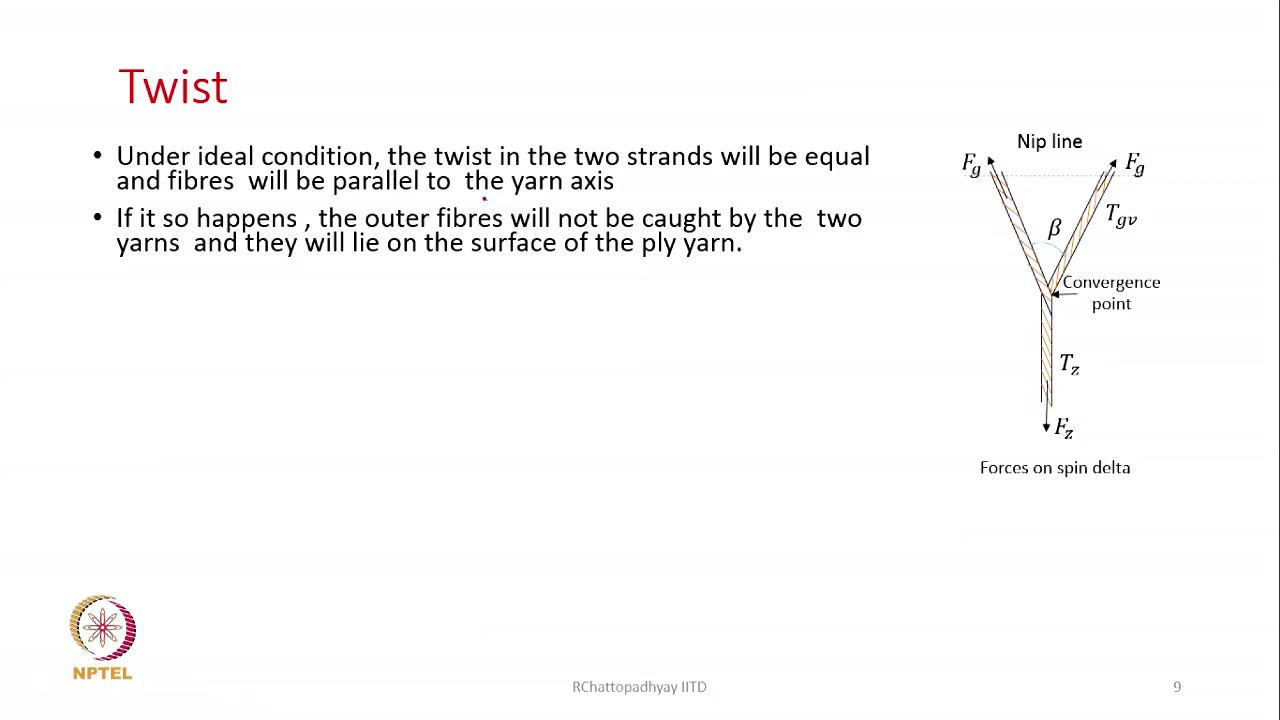 Twist
• Under ideal condition, the twist in the two strands will be equal
and fibres will be parallel to the yarn axis
• If it so happens , the outer fibres will not be caught by the two
yarns and they will lie on the surface of the ply yarn.
Nip line
F_g
F_g
T_gv
β
Convergence
point
T_z
F_z
Forces on spin delta
NPTEL
RChattopadhyay IITD
9